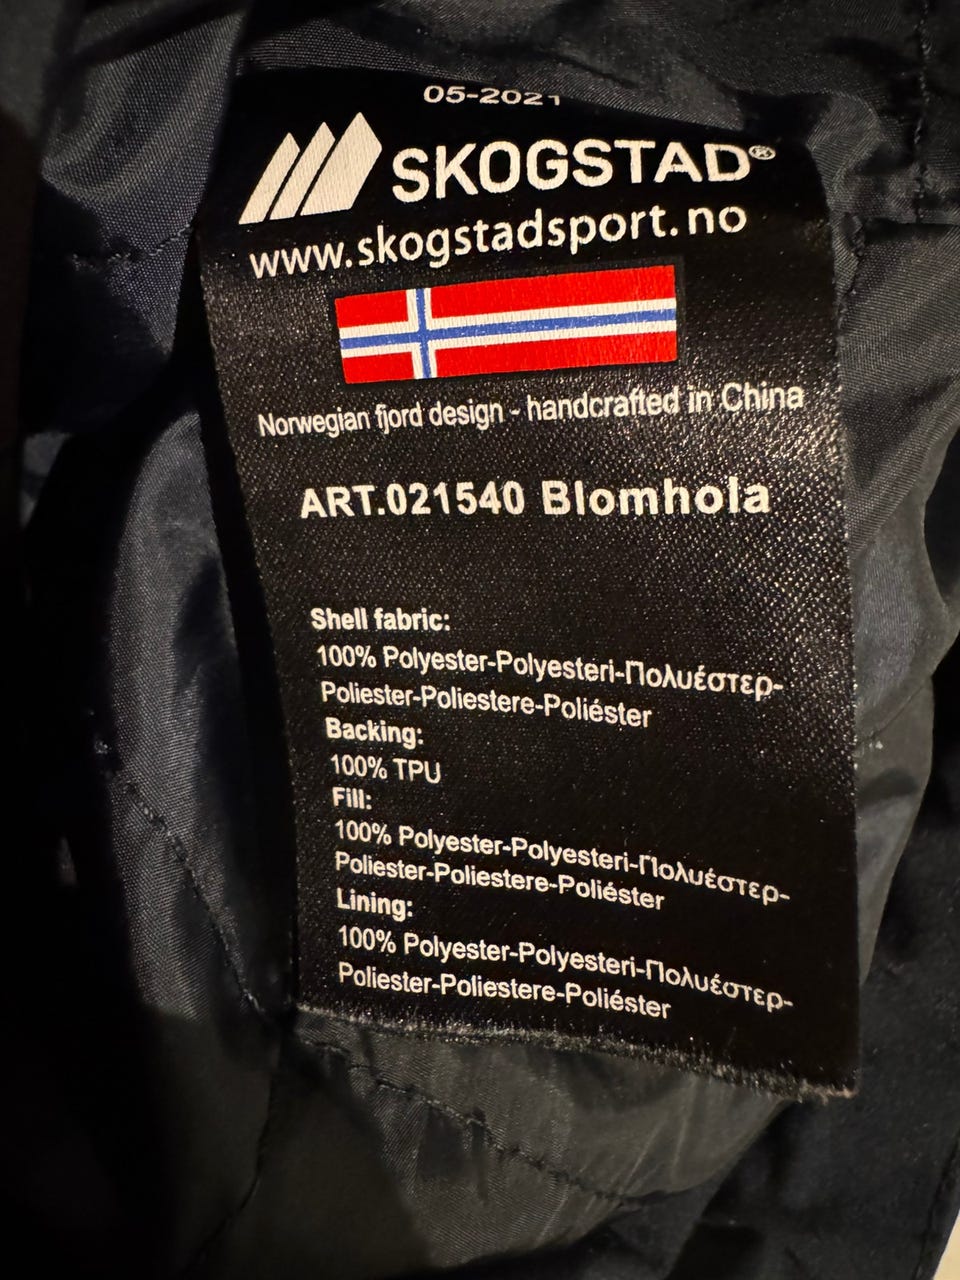 05-2021
SKOGSTAD®
www.skogstadsport.no
Norwegian fjord design - handcrafted in China
ART.021540 Blomhola
Shell fabric:
100% Polyester-Polyesteri-Πολυέστερ-
Poliester-Poliestere-Poliéster
Backing:
100% TPU
Fill:
100% Polyester-Polyesteri-Πολυέστερ-
Poliester-Poliestere-Poliéster
Lining:
100% Polyester-Polyesteri-Πολυέστερ-
Poliester-Poliestere-Poliéster